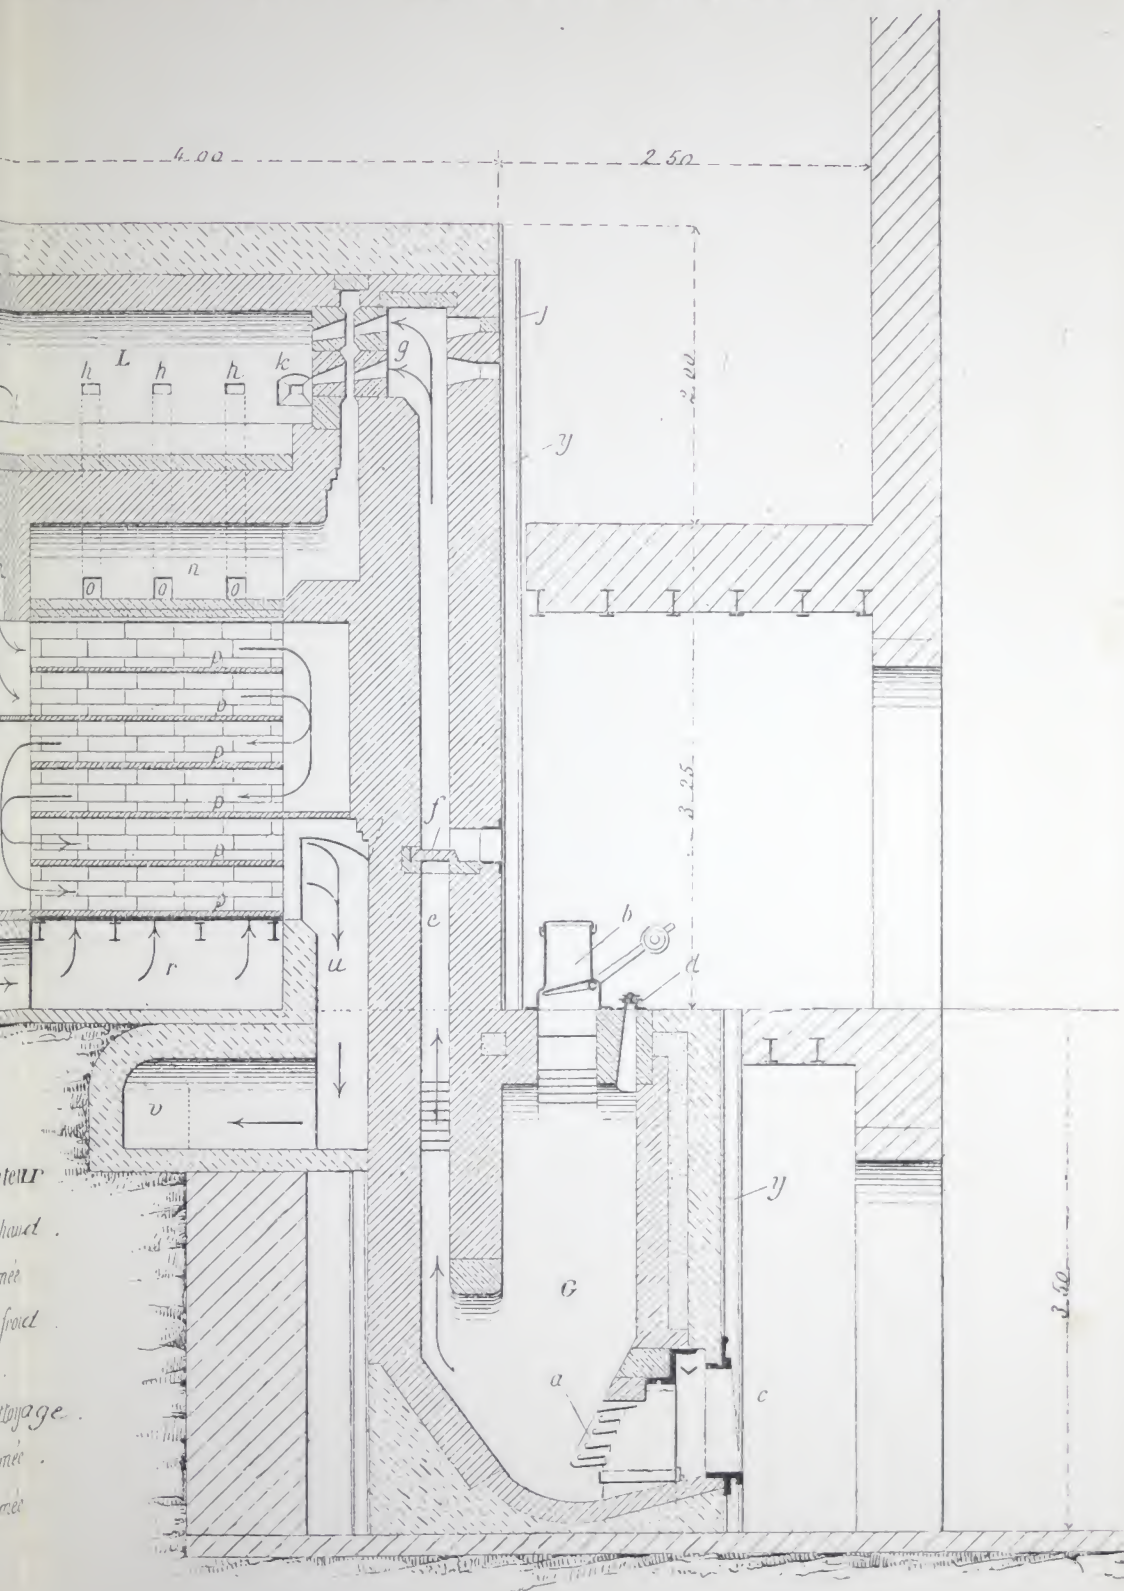 4.00
2 50
j
L
h
h
h
k
g
2.00
y
n
o
o
o
p
p
p
p
p
p
3 25
f
e
b
d
u
r
v
y
G
3.50
a
c
teur
haud .
mée
froid .
ttoyage .
mée .
mée